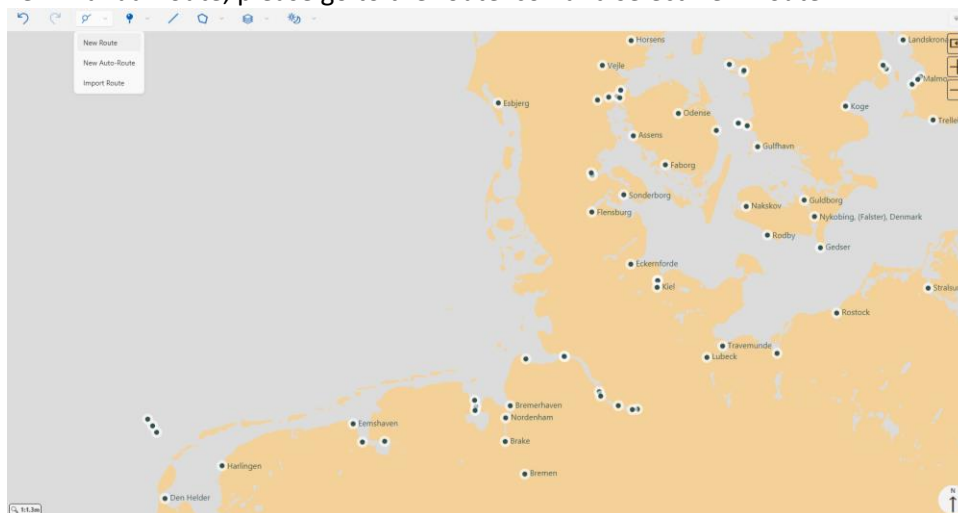 New Route
New Auto-Route
Import Route
Horsens
Landskrona
Vejle
Malmo
Esbjerg
Koge
Odense
Assens
Gulfhavn
Faborg
Sonderborg
Guldborg
Nakskov
Flensburg
Nykobing, (Falster), Denmark
Rodby
Gedser
Eckernforde
Kiel
Rostock
Travemunde
Lubeck
Bremerhaven
Nordenham
Eemshaven
Brake
Harlingen
Bremen
Den Helder
N
1:1.3m